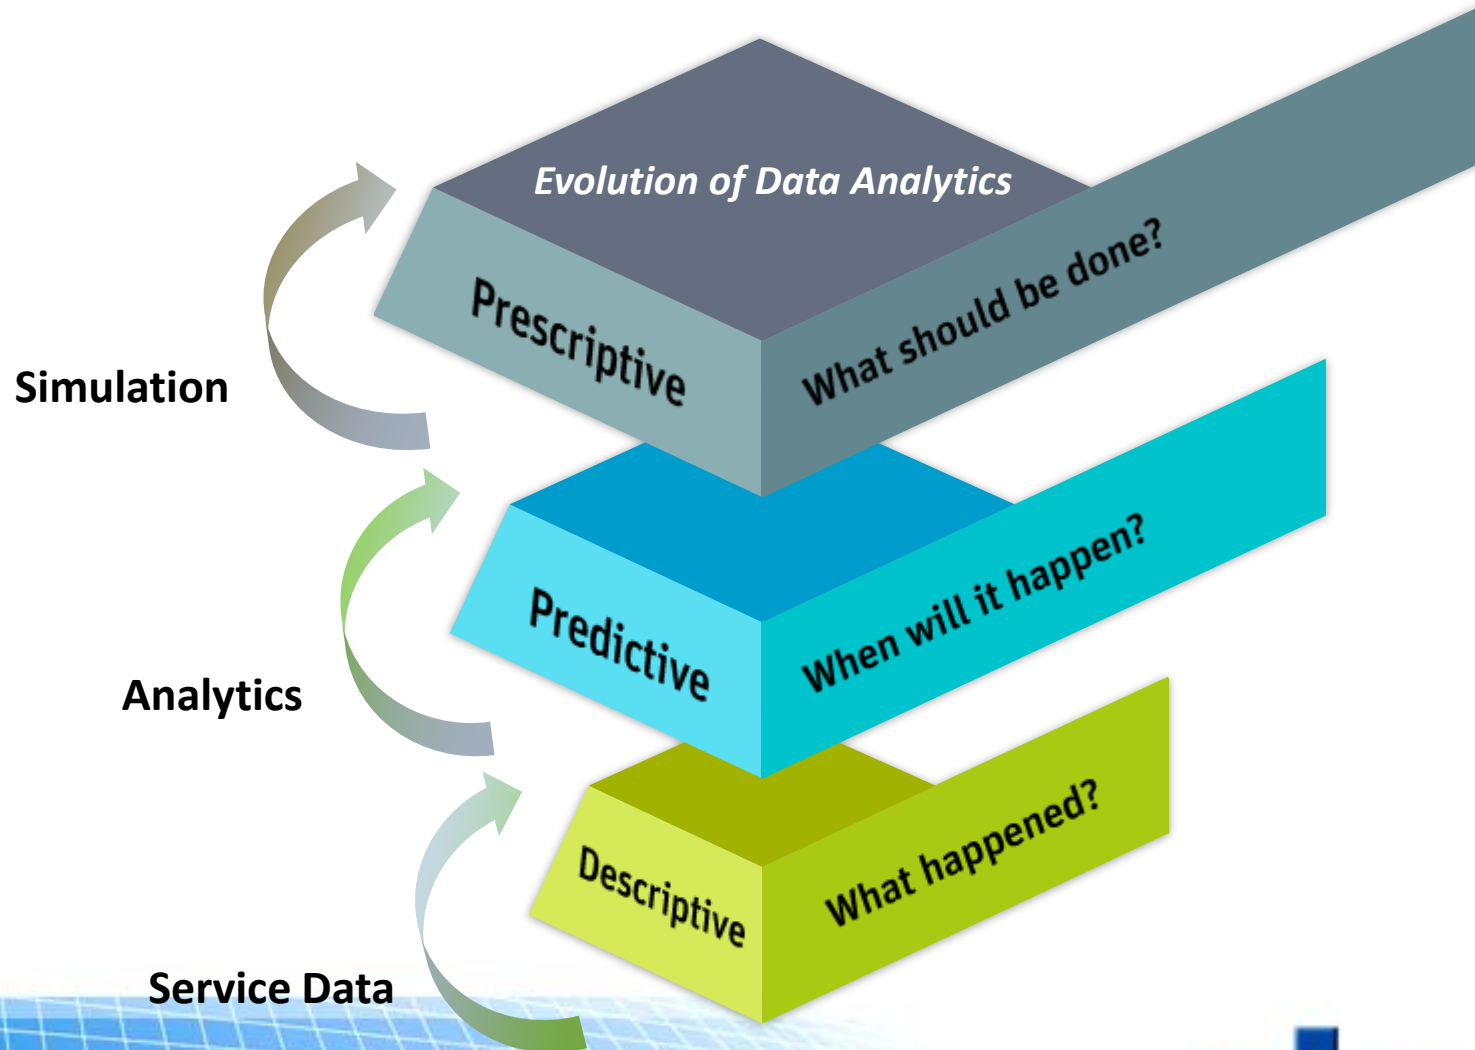 Evolution of Data Analytics
Prescriptive
What should be done?
Simulation
Predictive
When will it happen?
Analytics
Descriptive
What happened?
Service Data